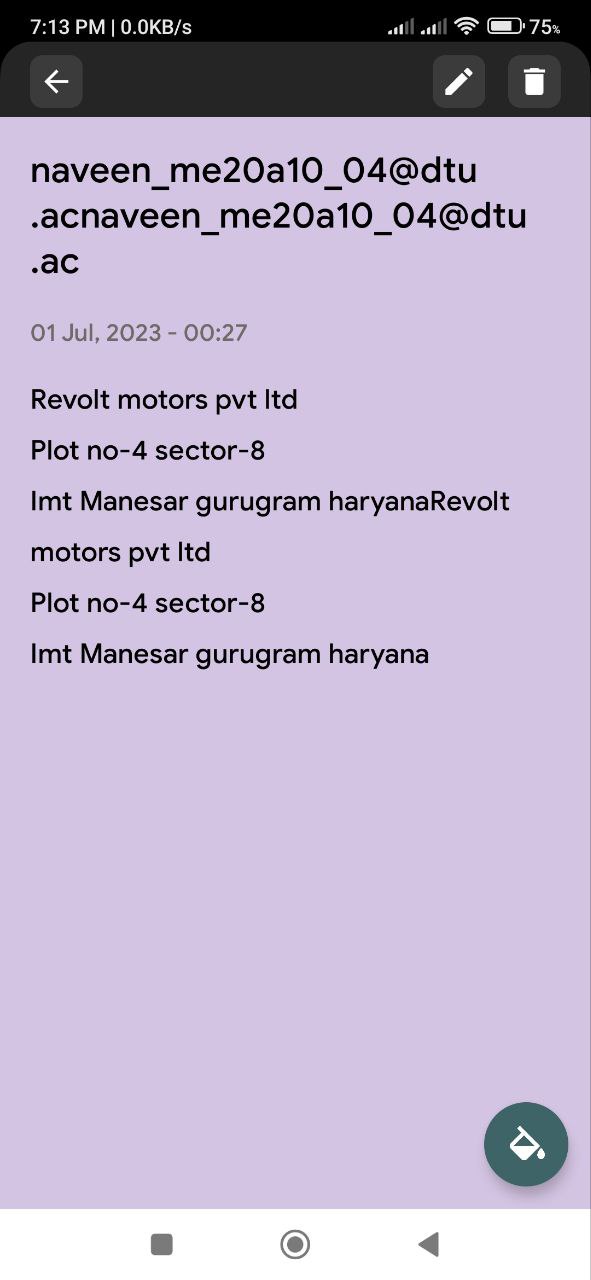 7:13 PM | 0.0KB/s 75%
naveen_me20a10_04@dtu
.acnaveen_me20a10_04@dtu
.ac
01 Jul, 2023 - 00:27
Revolt motors pvt ltd
Plot no-4 sector-8
Imt Manesar gurugram haryanaRevolt
motors pvt ltd
Plot no-4 sector-8
Imt Manesar gurugram haryana